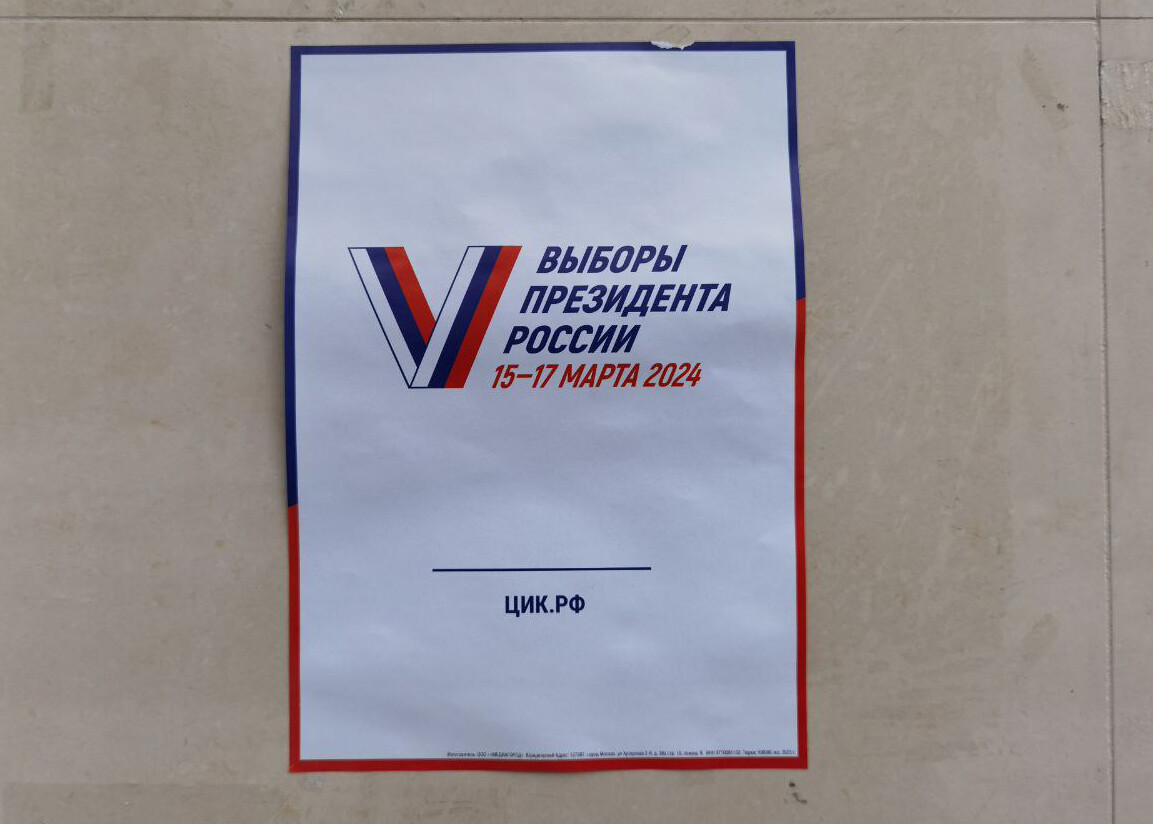 ВЫБОРЫ
ПРЕЗИДЕНТА
РОССИИ
15–17 МАРТА 2024
ЦИК.РФ